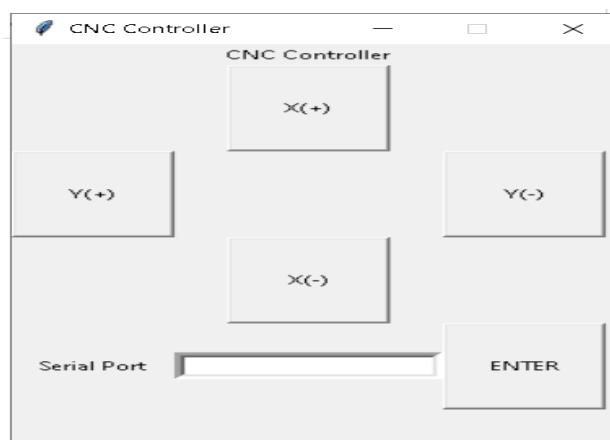 CNC Controller
CNC Controller
X(+)
Y(+) Y(-)
X(-)
Serial Port ENTER